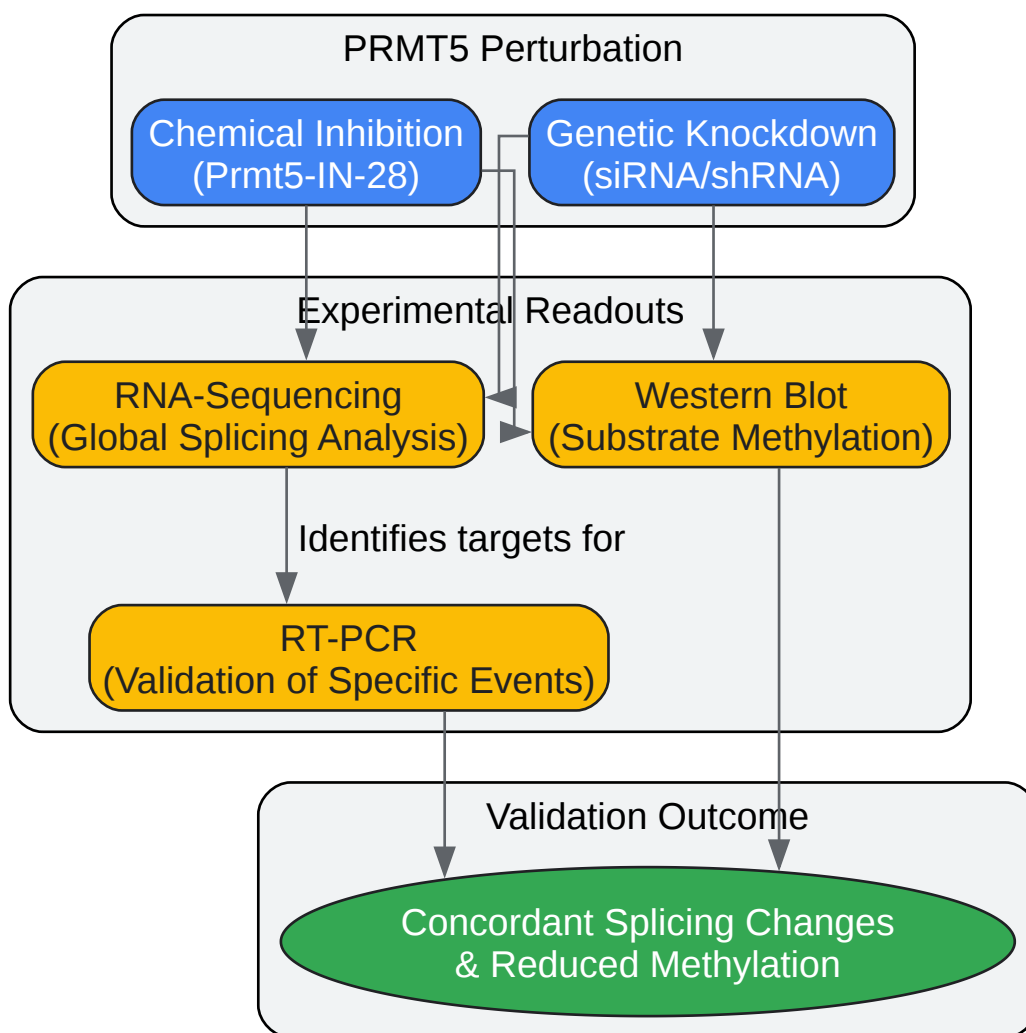 PRMT5 Perturbation
Chemical Inhibition
(Prmt5-IN-28)
Genetic Knockdown
(siRNA/shRNA)
Experimental Readouts
RNA-Sequencing
(Global Splicing Analysis)
Western Blot
(Substrate Methylation)
Identifies targets for
RT-PCR
(Validation of Specific Events)
Validation Outcome
Concordant Splicing Changes
& Reduced Methylation